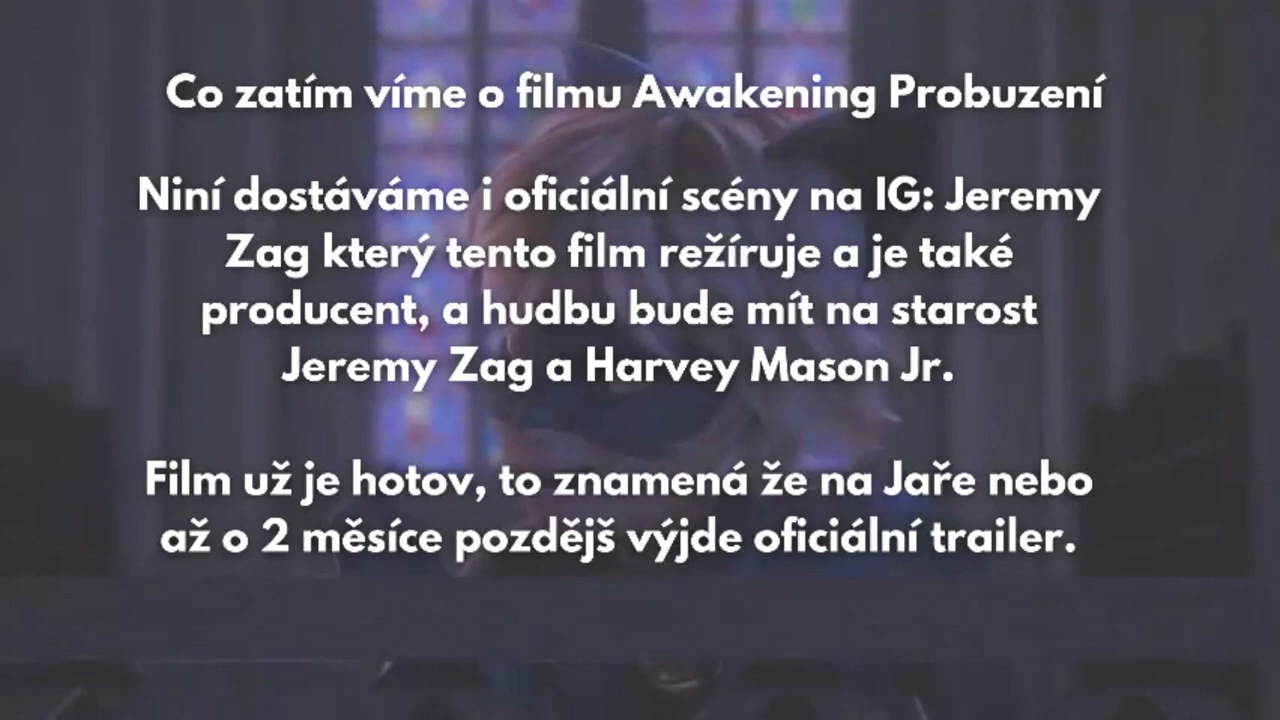 Co zatím víme o filmu Awakening Probuzení
Niní dostáváme i oficiální scény na IG: Jeremy
Zag který tento film režíruje a je také
producent, a hudbu bude mít na starost
Jeremy Zag a Harvey Mason Jr.
Film už je hotov, to znamená že na Jaře nebo
až o 2 měsíce pozdějš výjde oficiální trailer.